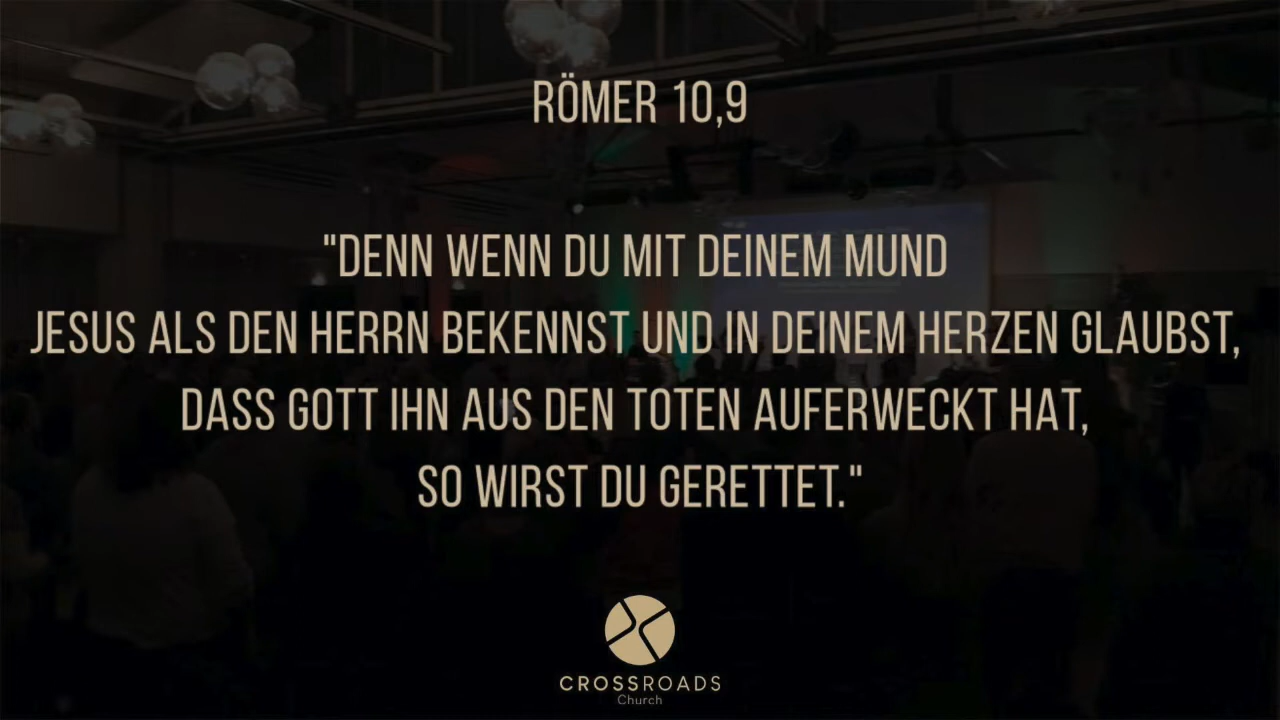 RÖMER 10,9
"DENN WENN DU MIT DEINEM MUND
JESUS ALS DEN HERRN BEKENNST UND IN DEINEM HERZEN GLAUBST,
DASS GOTT IHN AUS DEN TOTEN AUFERWECKT HAT,
SO WIRST DU GERETTET."
CROSSROADS
Church